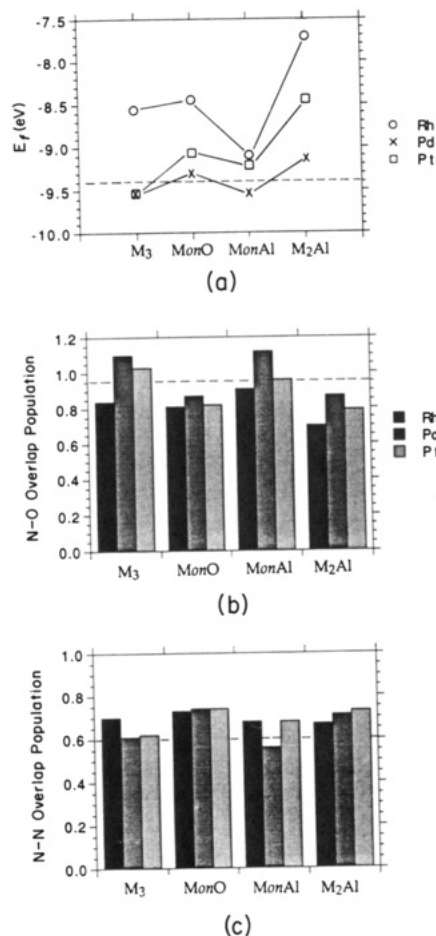 -7.5
-8.0
-8.5
-9.0
-9.5
-10.0
E_f (eV)
M₃ MonO MonAl M₂Al
Rh
Pd
Pt
(a)
1.2
1.0
0.8
0.6
0.4
0.2
0.0
N-O Overlap Population
M₃ MonO MonAl M₂Al
Pt
(b)
1.0
0.8
0.6
0.4
0.2
0.0
N-N Overlap Population
M₃ MonO MonAl M₂Al
(c)